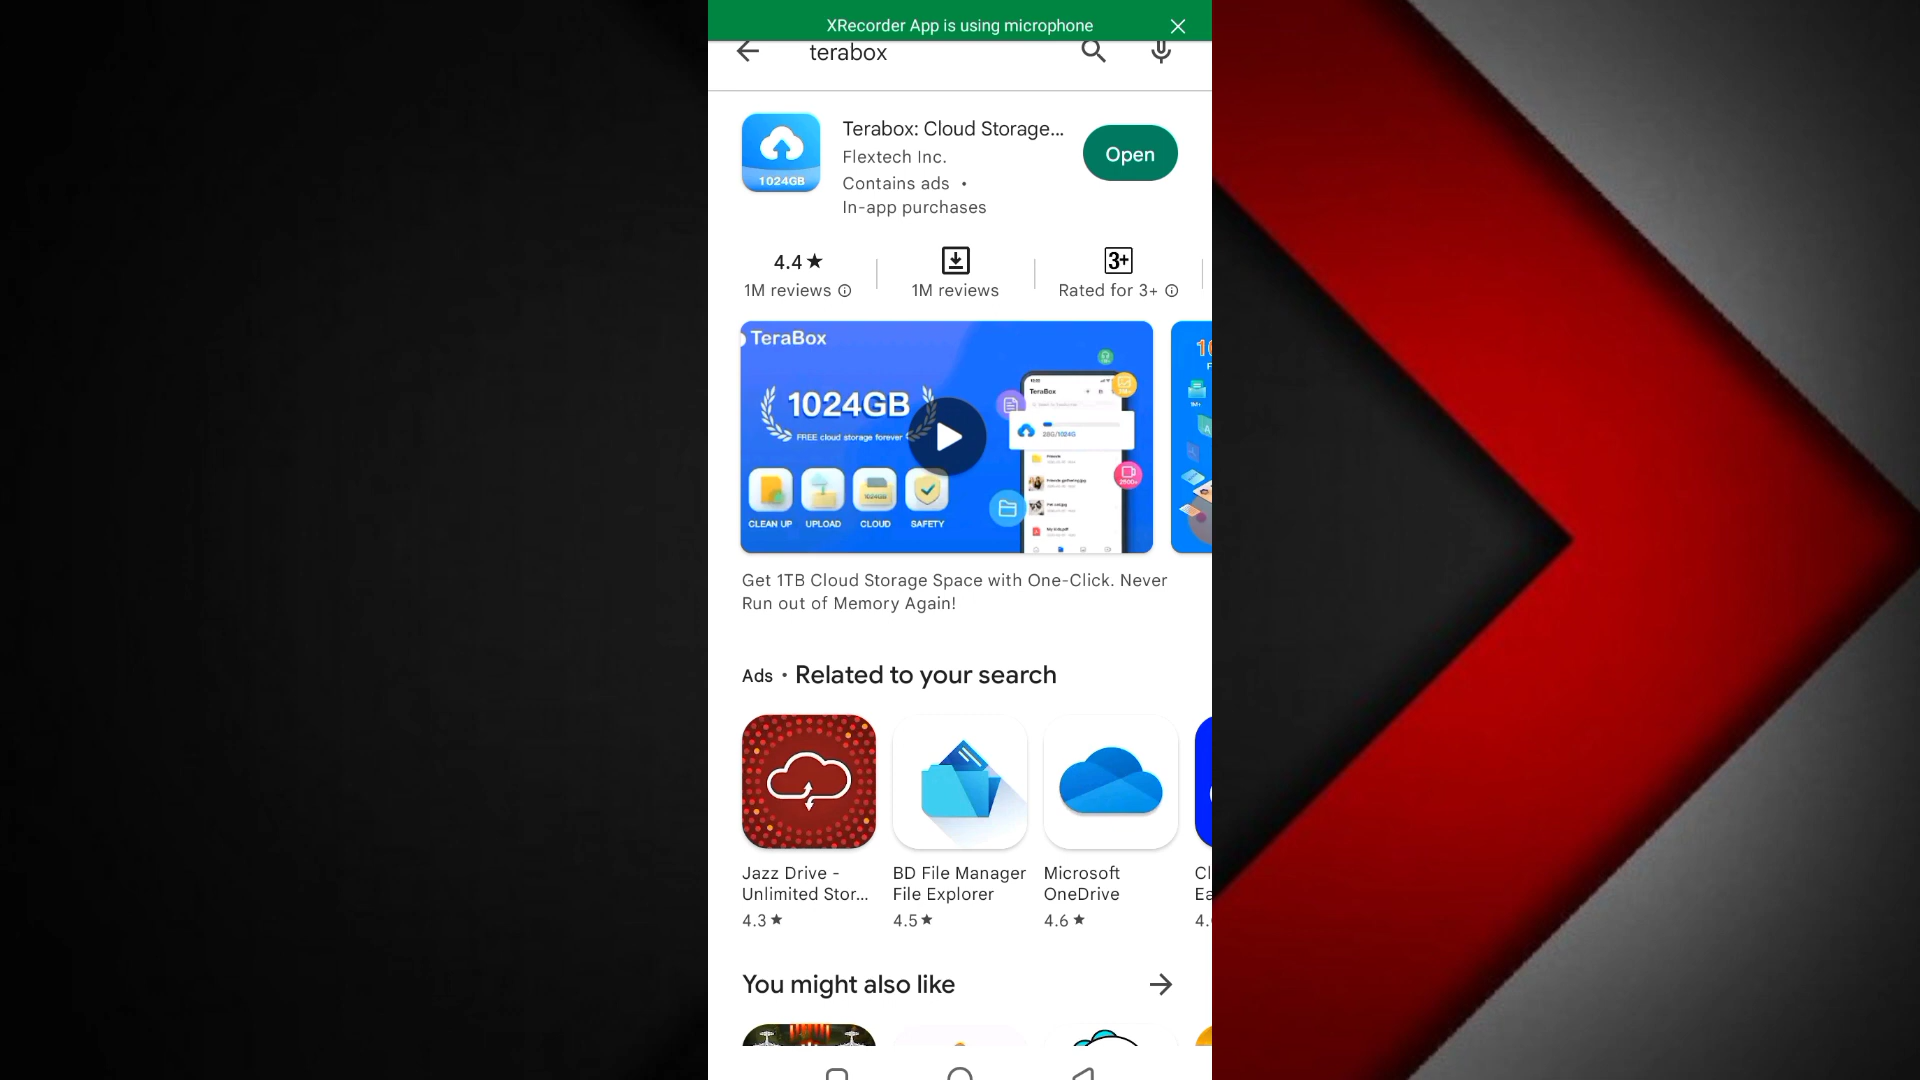 XRecorder App is using microphone
terabox
Terabox: Cloud Storage...
Flextech Inc.
Contains ads •
In-app purchases
Open
1024GB
4.4★
1M reviews
1M reviews
3+
Rated for 3+
TeraBox
1024GB
FREE cloud storage forever
CLEAN UP
UPLOAD
CLOUD
SAFETY
TeraBox
1024GB
2500+
Get 1TB Cloud Storage Space with One-Click. Never
Run out of Memory Again!
Ads • Related to your search
Jazz Drive -
Unlimited Stor...
4.3★
BD File Manager
File Explorer
4.5★
Microsoft
OneDrive
4.6★
You might also like